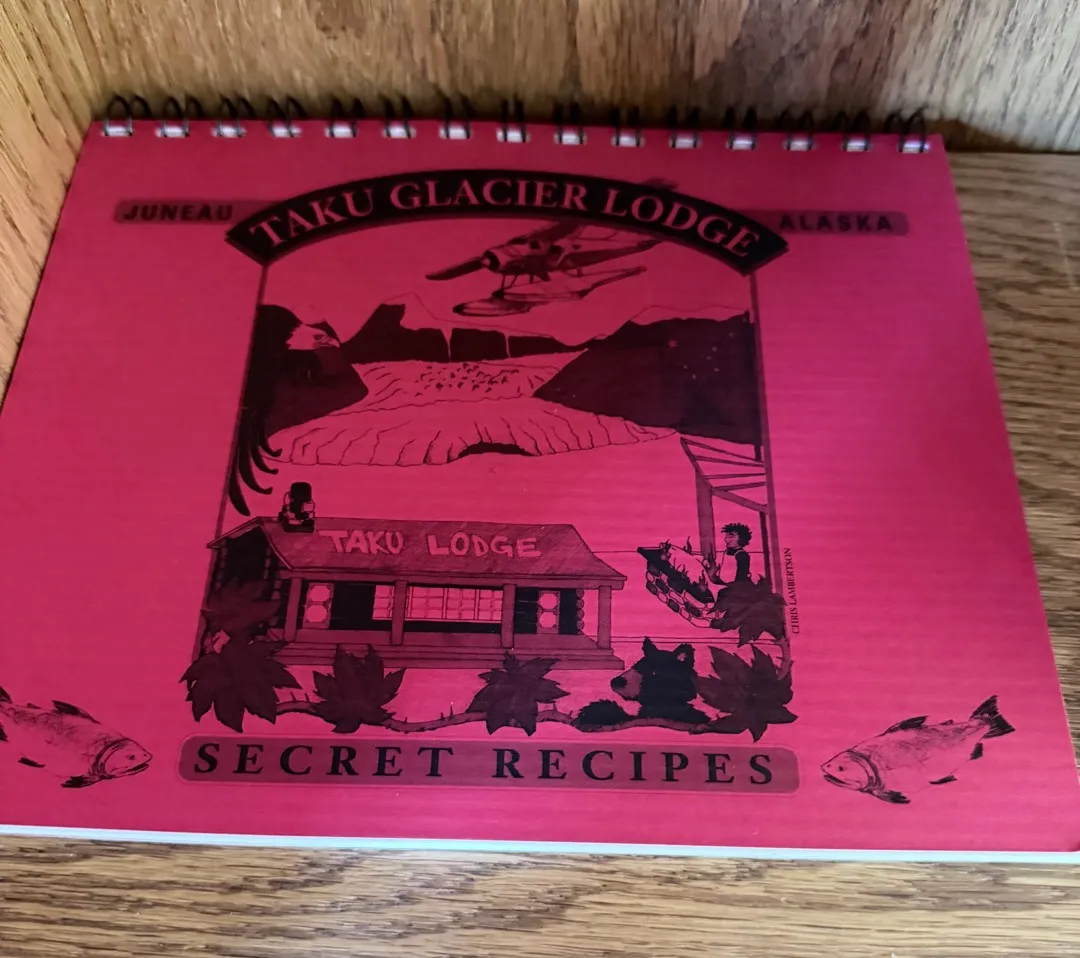 JUNEAU
TAKU GLACIER LODGE
ALASKA
TAKU LODGE
CHRIS LAMBERTSON
SECRET RECIPES